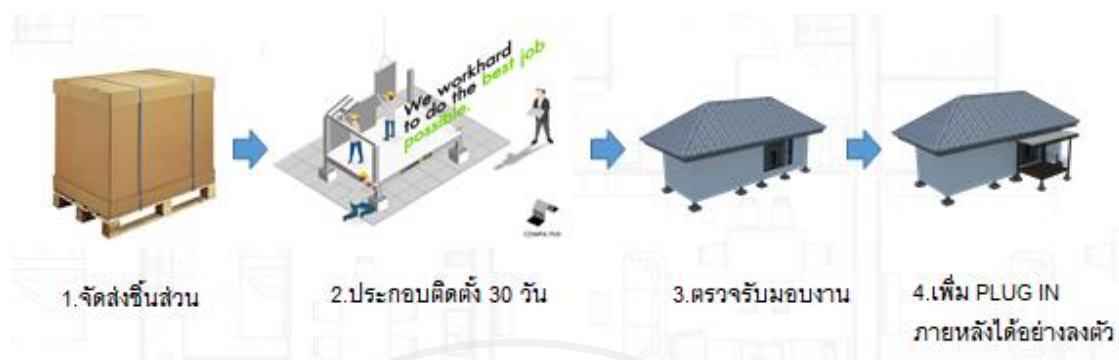 We workhard
to do the best job
possible.
1.จัดส่งชิ้นส่วน
2.ประกอบติดตั้ง 30 วัน
3.ตรวจรับมอบงาน
4.เพิ่ม PLUG IN
ภายหลังได้อย่างลงตัว